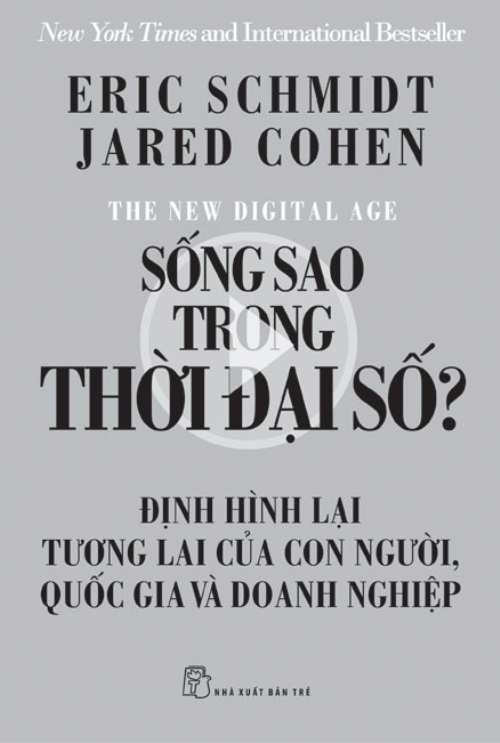 New York Times and International Bestseller
ERIC SCHMIDT
JARED COHEN
THE NEW DIGITAL AGE
SỐNG SAO
TRONG
THỜI ĐẠI SỐ?
ĐỊNH HÌNH LẠI
TƯƠNG LAI CỦA CON NGƯỜI,
QUỐC GIA VÀ DOANH NGHIỆP
NHÀ XUẤT BẢN TRẺ